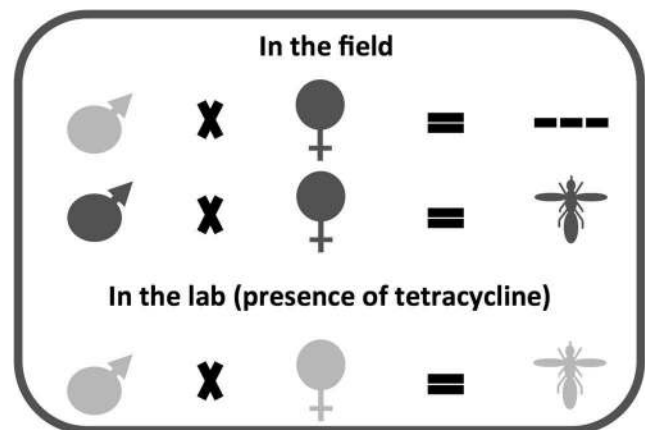 In the field
In the lab (presence of tetracycline)